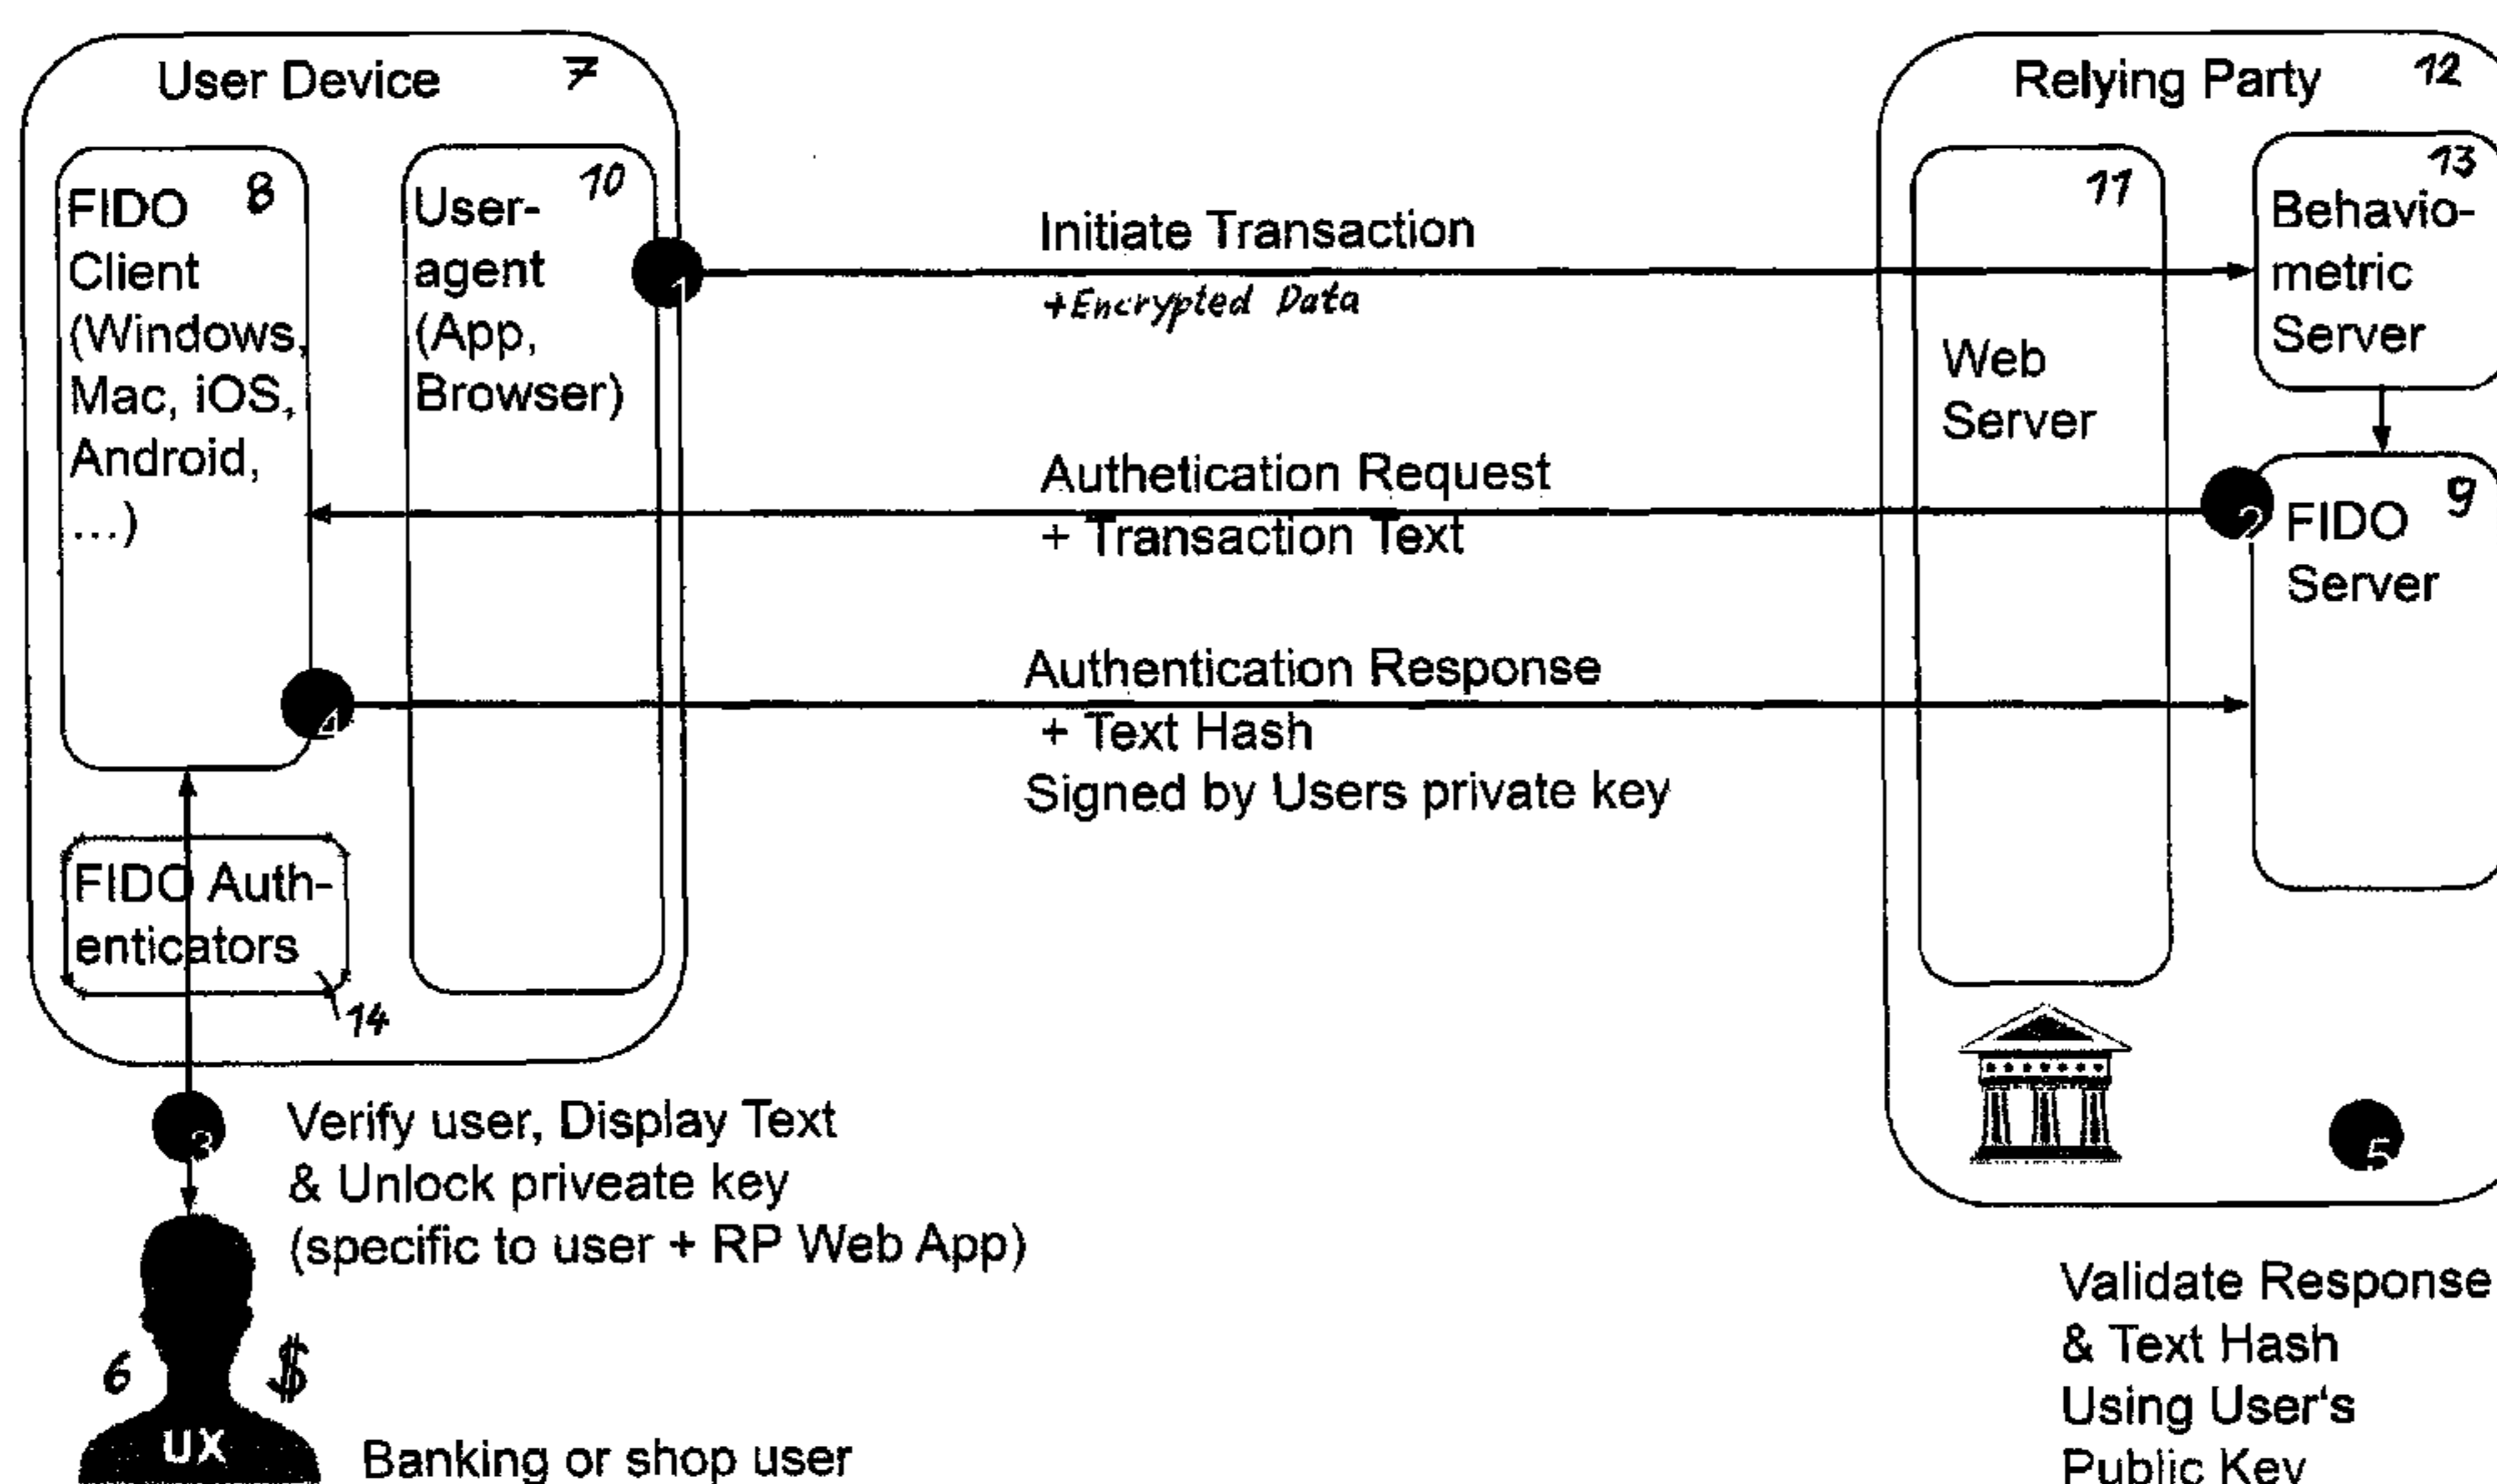 User Device 7
FIDO 8
Client
(Windows,
Mac, iOS,
Android,
...)
User- 10
agent
(App,
Browser)
1
Initiate Transaction
+Encrypted Data
Authetication Request
+ Transaction Text
Authentication Response
+ Text Hash
Signed by Users private key
4
FIDO Auth-
enticators
14
Relying Party 12
11
Web
Server
13
Behavio-
metric
Server
2
FIDO 9
Server
5
3
Verify user, Display Text
& Unlock priveate key
(specific to user + RP Web App)
6 $
UX
Banking or shop user
Validate Response
& Text Hash
Using User's
Public Key